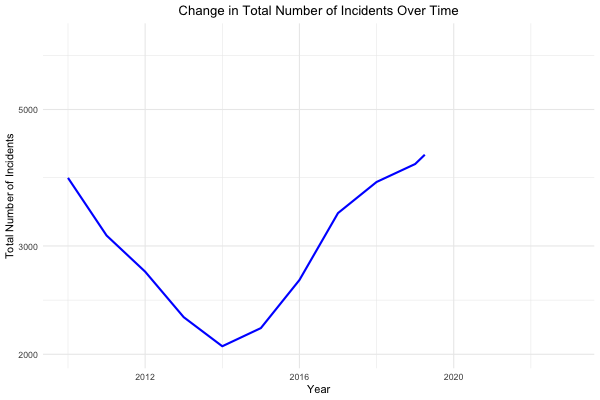 Change in Total Number of Incidents Over Time
Total Number of Incidents
5000
3000
2000
2012
2016
2020
Year